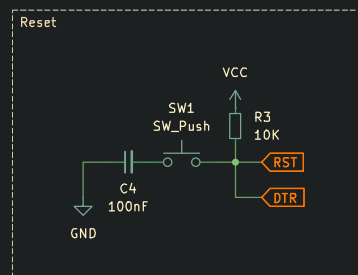 Reset
VCC
SW1
SW_Push
R3
10K
RST
C4
100nF
DTR
GND